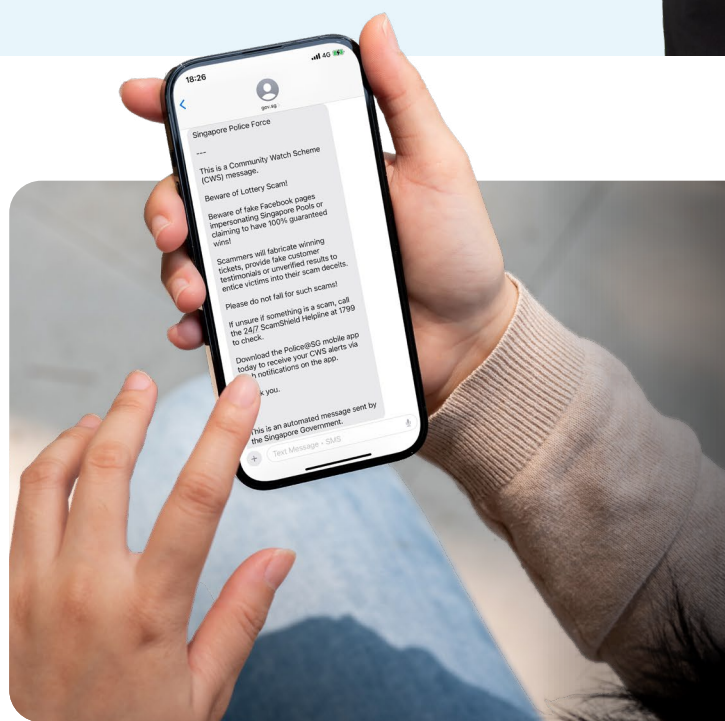 18:26
4G
gov.sg
Singapore Police Force
---
This is a Community Watch Scheme
(CWS) message.
Beware of Lottery Scam!
Beware of fake Facebook pages
impersonating Singapore Pools or
claiming to have 100% guaranteed
wins!
Scammers will fabricate winning
tickets, provide fake customer
testimonials or unverified results to
entice victims into their scam deceits.
Please do not fall for such scams!
If unsure if something is a scam, call
the 24/7 ScamShield Helpline at 1799
to check.
Download the Police@SG mobile app
today to receive your CWS alerts via
notifications on the app.
you.
This is an automated message sent by
the Singapore Government.
Text Message • SMS